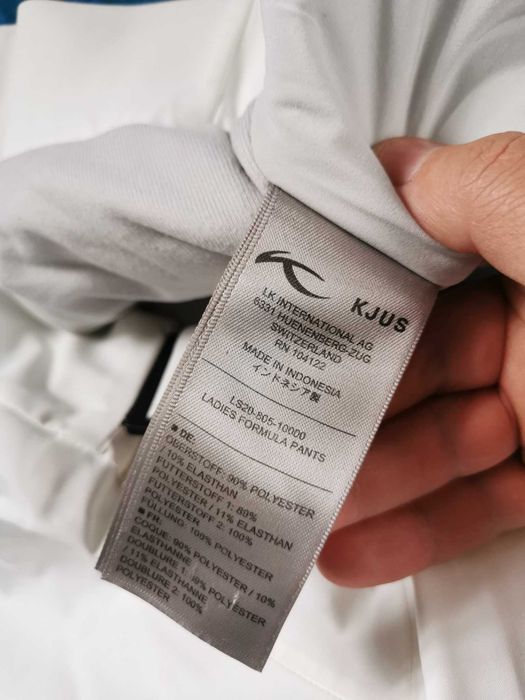 KJUS
LK INTERNATIONAL AG
6331 HUENENBERG-ZUG
SWITZERLAND
RN 104122
MADE IN INDONESIA
インドネシア製
LS20-805-10000
LADIES FORMULA PANTS
● DE:
OBERSTOFF: 90% POLYESTER
10% ELASTHAN
FUTTERSTOFF 1: 89%
POLYESTER / 11% ELASTHAN
FUTTERSTOFF 2: 100%
FÜLLUNG: 100% POLYESTER
● FR:
COQUE: 90% POLYESTER / 10%
ELASTHANNE
DOUBLURE 1: 89% POLYESTER
/ 11% ELASTHANNE
DOUBLURE 2: 100%
POLYESTER